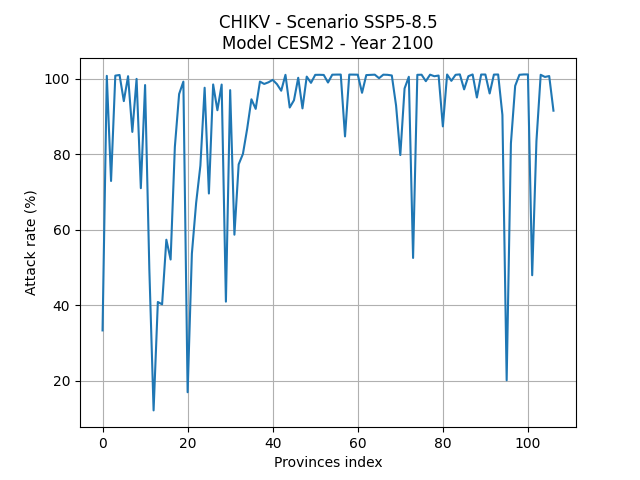 CHIKV - Scenario SSP5-8.5
Model CESM2 - Year 2100
100
80
60
40
20
Attack rate (%)
0 20 40 60 80 100
Provinces index